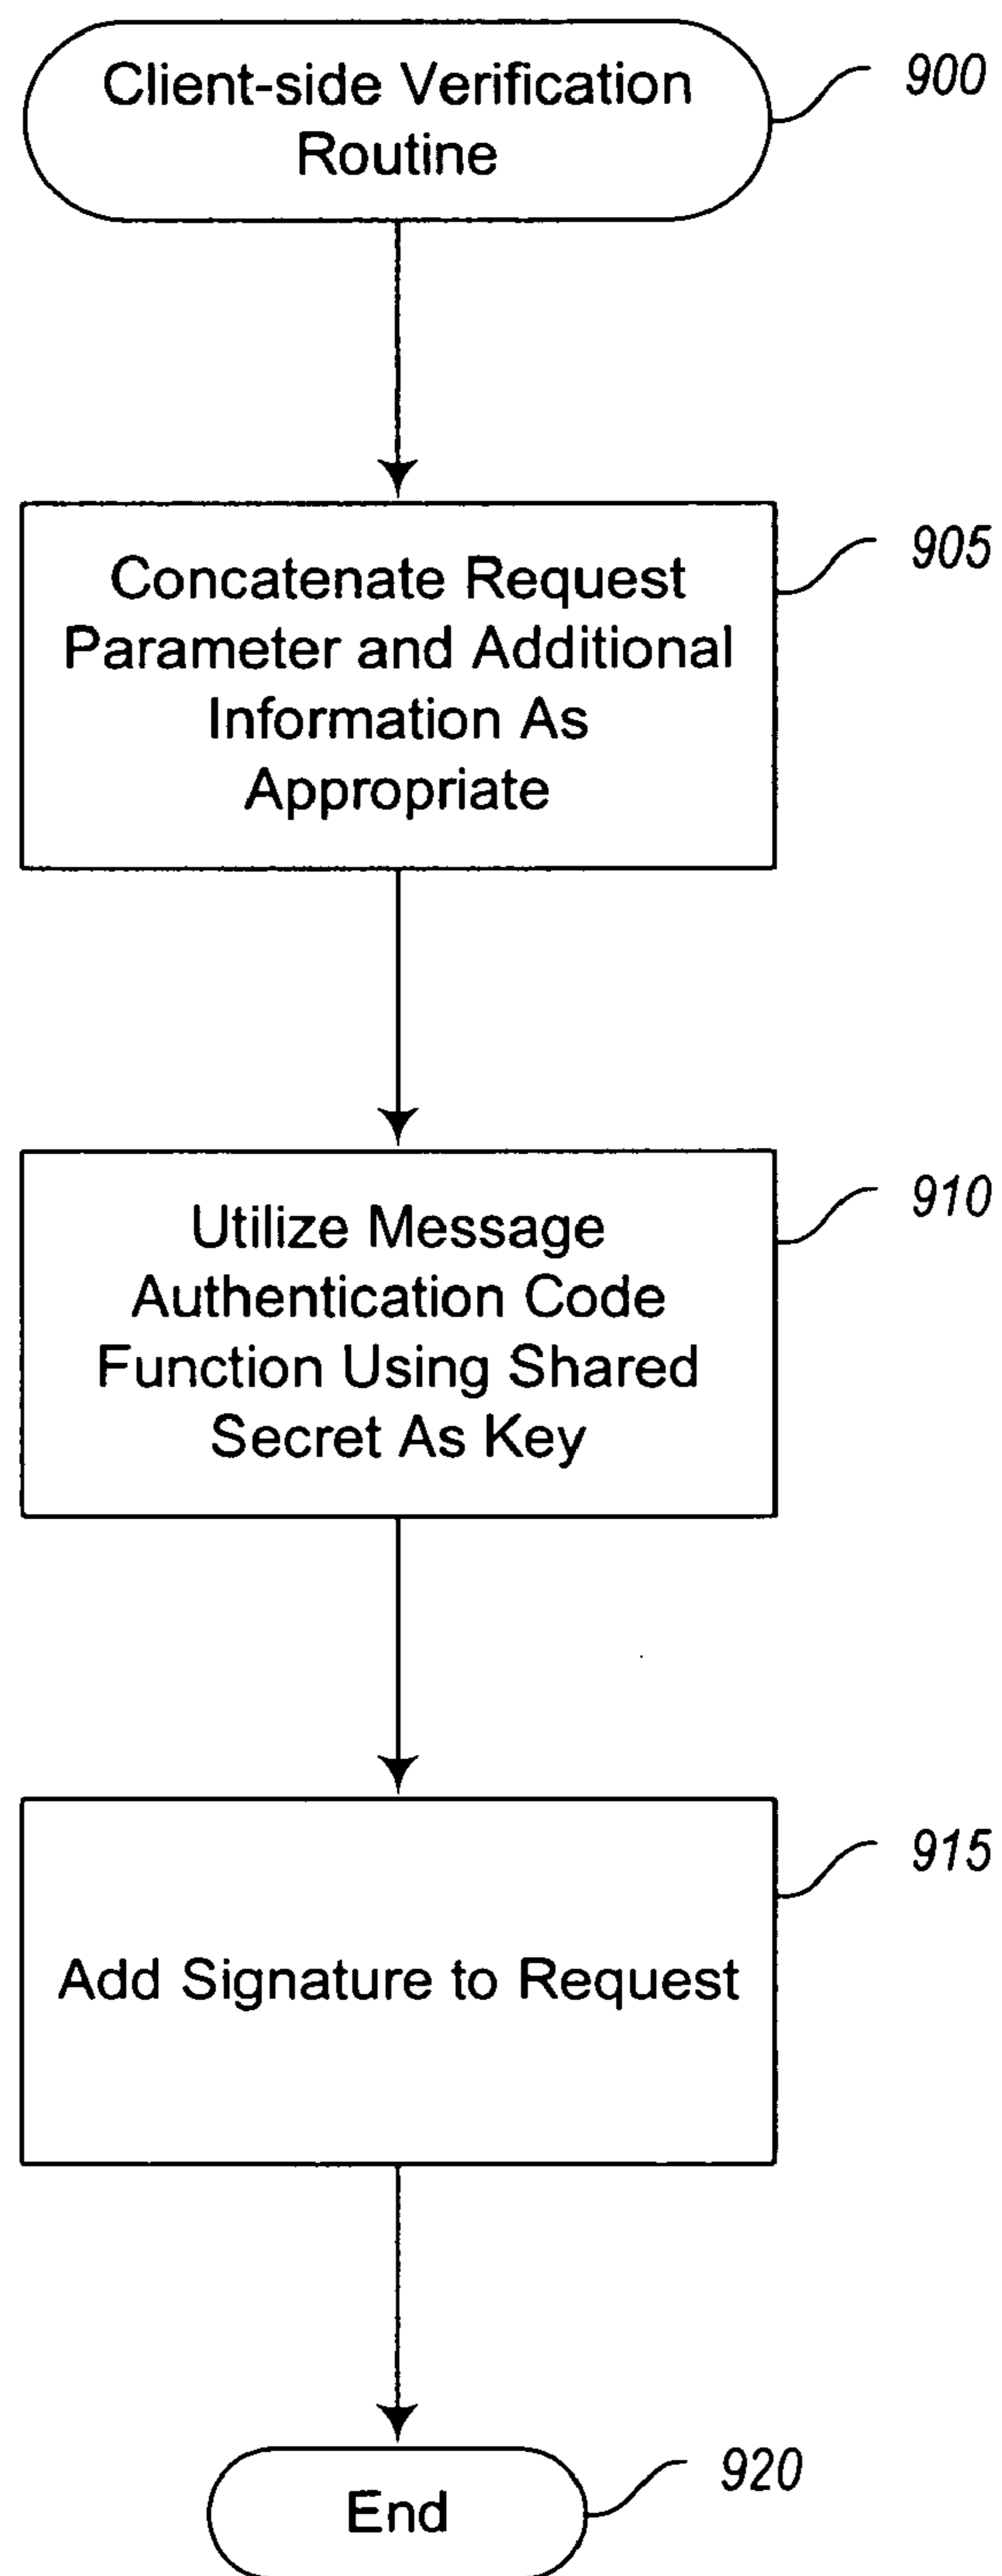 Client-side Verification
Routine
900
Concatenate Request
Parameter and Additional
Information As
Appropriate
905
Utilize Message
Authentication Code
Function Using Shared
Secret As Key
910
Add Signature to Request
915
End
920